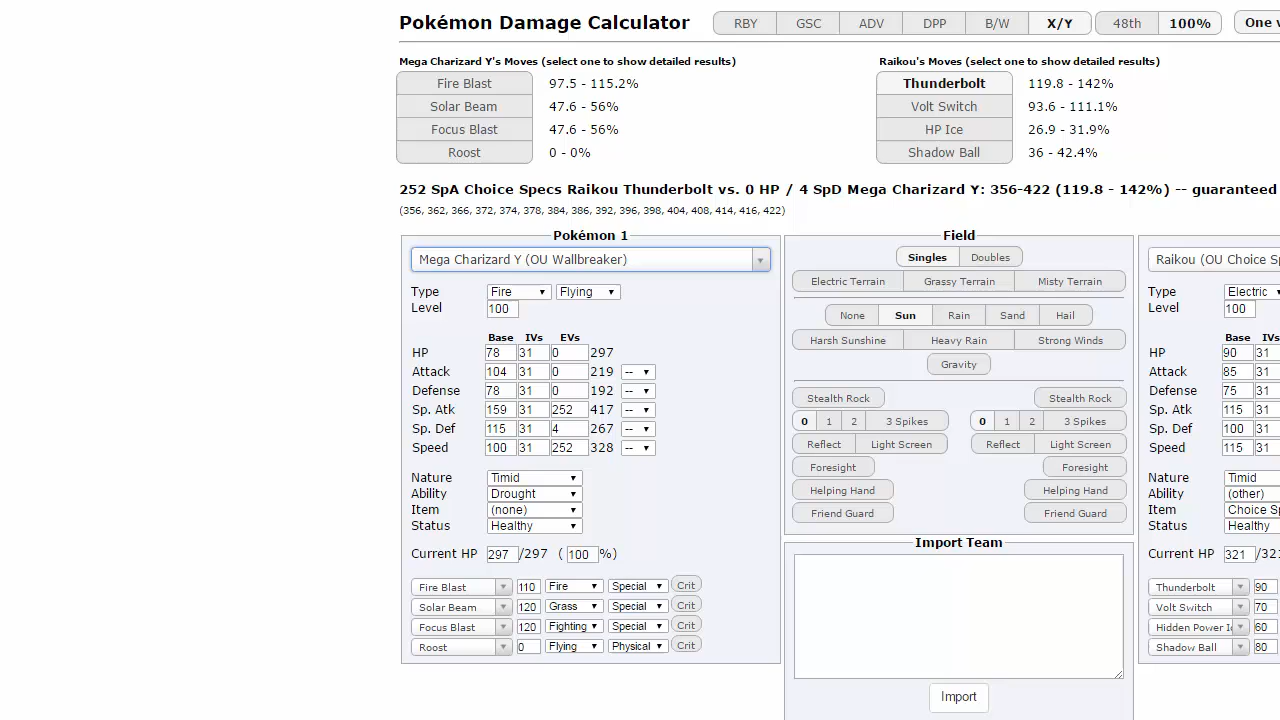 Pokémon Damage Calculator RBY GSC ADV DPP B/W X/Y 48th 100% One v
Mega Charizard Y's Moves (select one to show detailed results) Raikou's Moves (select one to show detailed results)
Fire Blast 97.5 - 115.2% Thunderbolt 119.8 - 142%
Solar Beam 47.6 - 56% Volt Switch 93.6 - 111.1%
Focus Blast 47.6 - 56% HP Ice 26.9 - 31.9%
Roost 0 - 0% Shadow Ball 36 - 42.4%
252 SpA Choice Specs Raikou Thunderbolt vs. 0 HP / 4 SpD Mega Charizard Y: 356-422 (119.8 - 142%) -- guaranteed
(356, 362, 366, 372, 374, 378, 384, 386, 392, 396, 398, 404, 408, 414, 416, 422)
Pokémon 1
Mega Charizard Y (OU Wallbreaker)
Type Fire Flying
Level 100
Base IVs EVs
HP 78 31 0 297
Attack 104 31 0 219 --
Defense 78 31 0 192 --
Sp. Atk 159 31 252 417 --
Sp. Def 115 31 4 267 --
Speed 100 31 252 328 --
Nature Timid
Ability Drought
Item (none)
Status Healthy
Current HP 297 /297 ( 100 %)
Fire Blast 110 Fire Special Crit
Solar Beam 120 Grass Special Crit
Focus Blast 120 Fighting Special Crit
Roost 0 Flying Physical Crit
Field
Singles Doubles
Electric Terrain Grassy Terrain Misty Terrain
None Sun Rain Sand Hail
Harsh Sunshine Heavy Rain Strong Winds
Gravity
Stealth Rock Stealth Rock
0 1 2 3 Spikes 0 1 2 3 Spikes
Reflect Light Screen Reflect Light Screen
Foresight Foresight
Helping Hand Helping Hand
Friend Guard Friend Guard
Import Team
Import
Raikou (OU Choice Sp
Type Electric
Level 100
Base IVs
HP 90 31
Attack 85 31
Defense 75 31
Sp. Atk 115 31
Sp. Def 100 31
Speed 115 31
Nature Timid
Ability (other)
Item Choice Sp
Status Healthy
Current HP 321 /321
Thunderbolt 90
Volt Switch 70
Hidden Power Ic 60
Shadow Ball 80